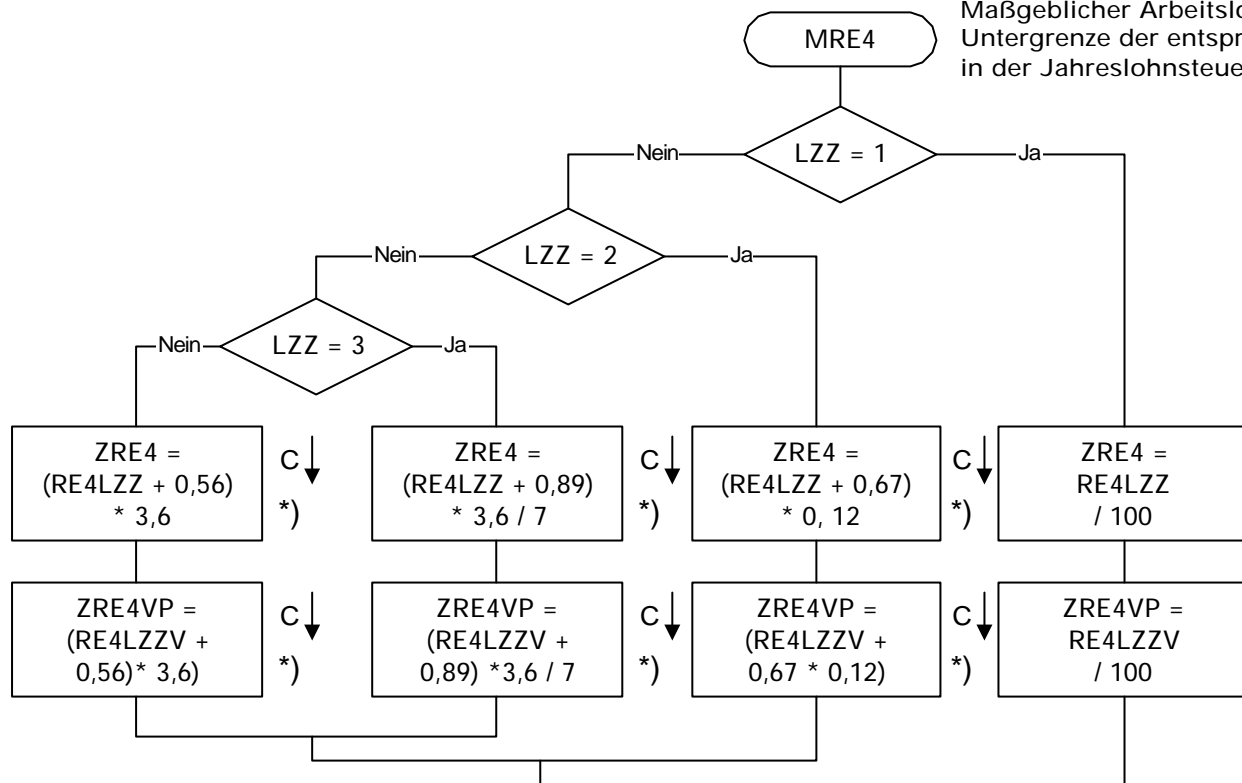 MRE4
Maßgeblicher
Untergrenze der
in der
LZZ = 1
Nein
Ja
LZZ = 2
Nein
Ja
LZZ = 3
Nein
Ja
ZRE4 =
(RE4LZZ + 0,56)
* 3,6
C
*)
ZRE4 =
(RE4LZZ + 0,89)
* 3,6 / 7
C
*)
ZRE4 =
(RE4LZZ + 0,67)
* 0, 12
C
*)
ZRE4 =
RE4LZZ
/ 100
ZRE4VP =
(RE4LZZV +
0,56)* 3,6)
C
*)
ZRE4VP =
(RE4LZZV +
0,89) *3,6 / 7
C
*)
ZRE4VP =
(RE4LZZV +
0,67 * 0,12)
C
*)
ZRE4VP =
RE4LZZV
/ 100